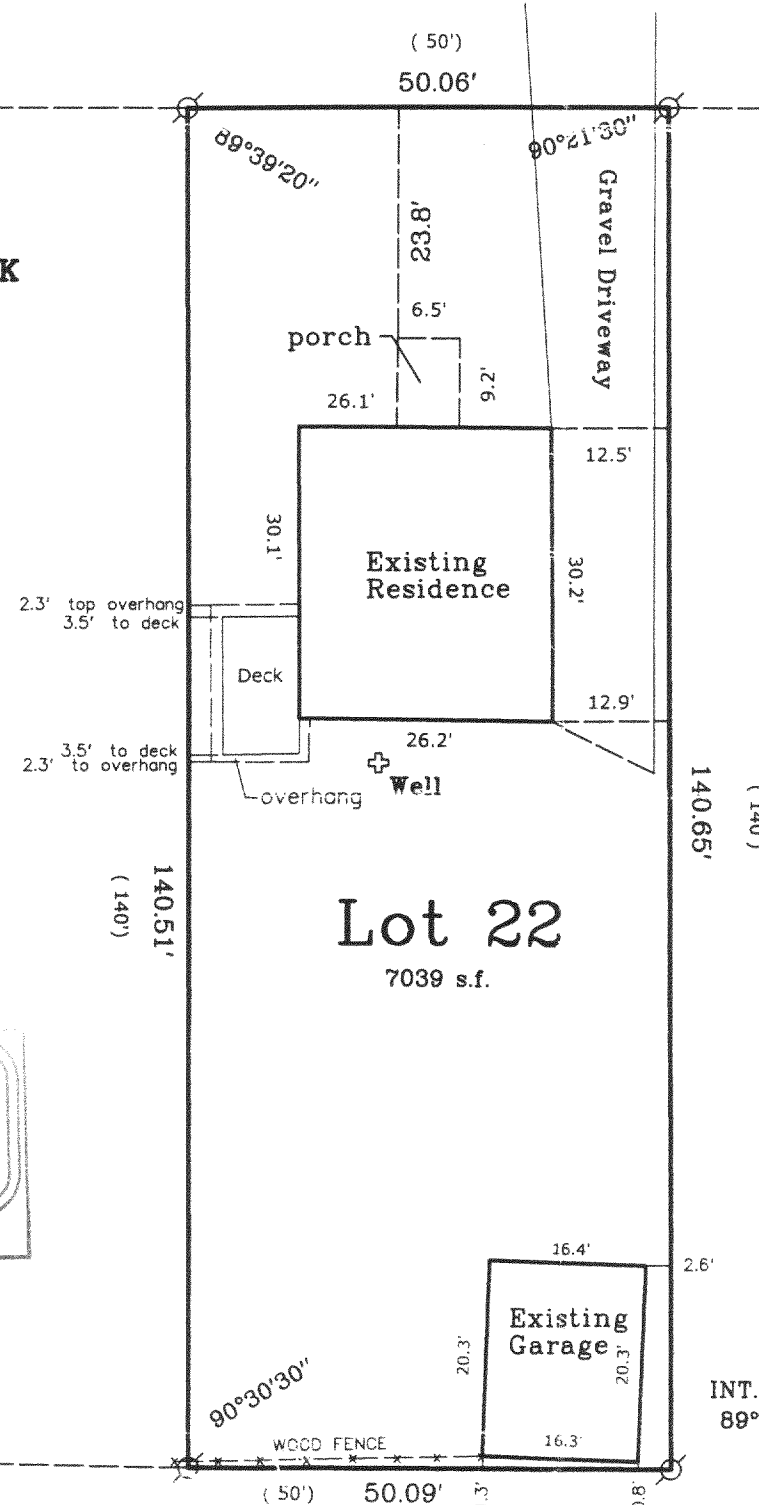 ( 50')
50.06'
89°39'20"
90°21'30"
K
23.8'
Gravel Driveway
6.5'
porch
9.2'
26.1'
12.5'
30.1'
Existing
Residence
30.2'
2.3' top overhang
3.5' to deck
Deck
12.9'
26.2'
3.5' to deck
2.3' to overhang
overhang
Well
140.65'
( 140')
140.51'
( 140')
Lot 22
7039 s.f.
16.4'
2.6'
Existing
Garage
20.3'
20.3'
90°30'30"
INT.
89°
WOOD FENCE
16.3'
( 50')
50.09'
.3'
0.8'